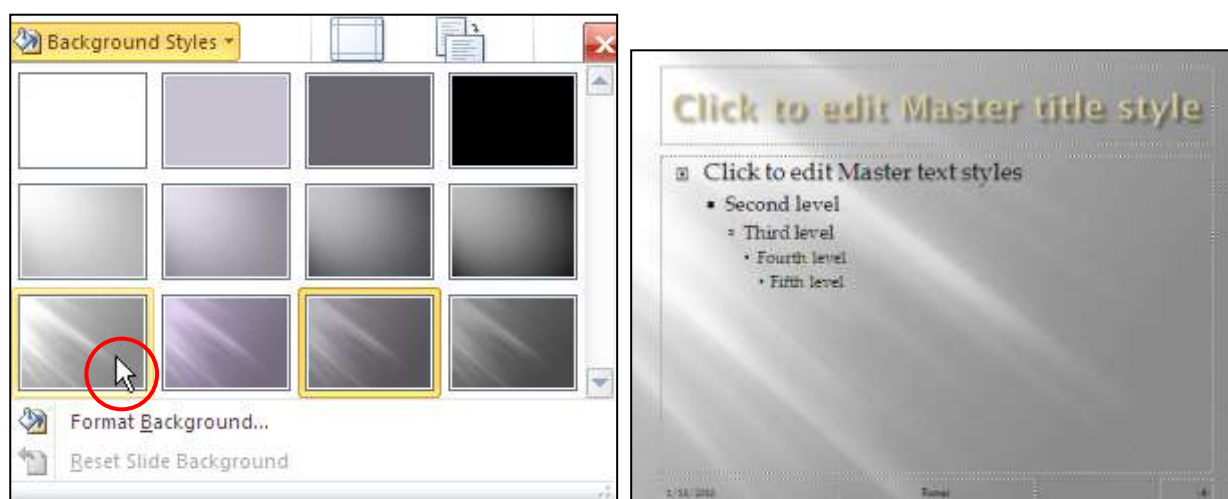 Background Styles
Format Background...
Reset Slide Background
Click to edit Master title style
Click to edit Master text styles
Second level
Third level
Fourth level
Fifth level
Footer